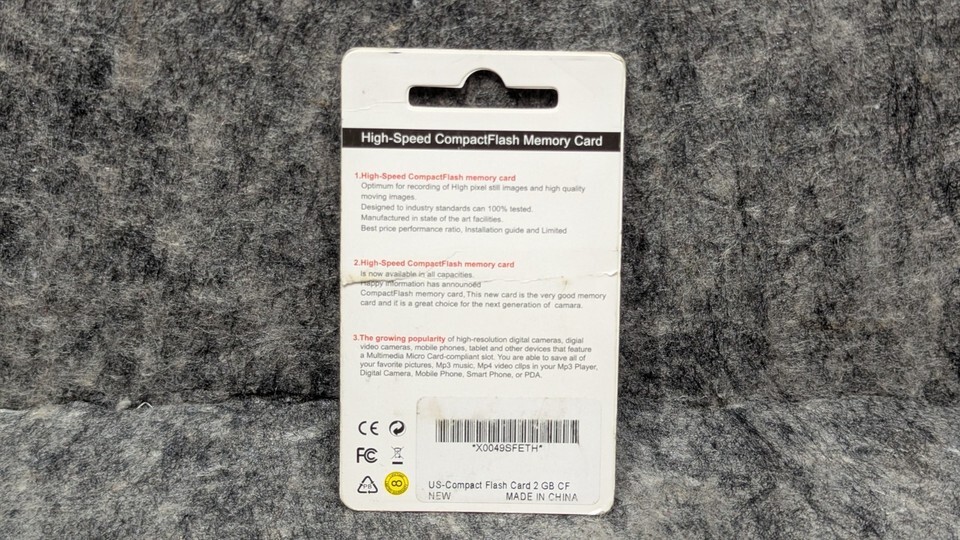 High-Speed CompactFlash Memory Card
1.High-Speed CompactFlash memory card
Optimum for recording of High pixel still images and high quality
moving images.
Designed to industry standards can 100% tested.
Manufactured in state of the art facilities.
Best price performance ratio, Installation guide and Limited
2.High-Speed CompactFlash memory card
Is now available in all capacities.
Happy information has announced
CompactFlash memory card,This new card is the very good memory
card and it is a great choice for the next generation of camara.
3.The growing popularity of high-resolution digital cameras, digial
video cameras, mobile phones, tablet and other devices that feature
a Multimedia Micro Card-compliant slot. You are able to save all of
your favorite pictures, Mp3 music, Mp4 video clips in your Mp3 Player,
Digital Camera, Mobile Phone, Smart Phone, or PDA.
CE
FC
PB
*X0049SFETH*
US-Compact Flash Card 2 GB CF
NEW MADE IN CHINA